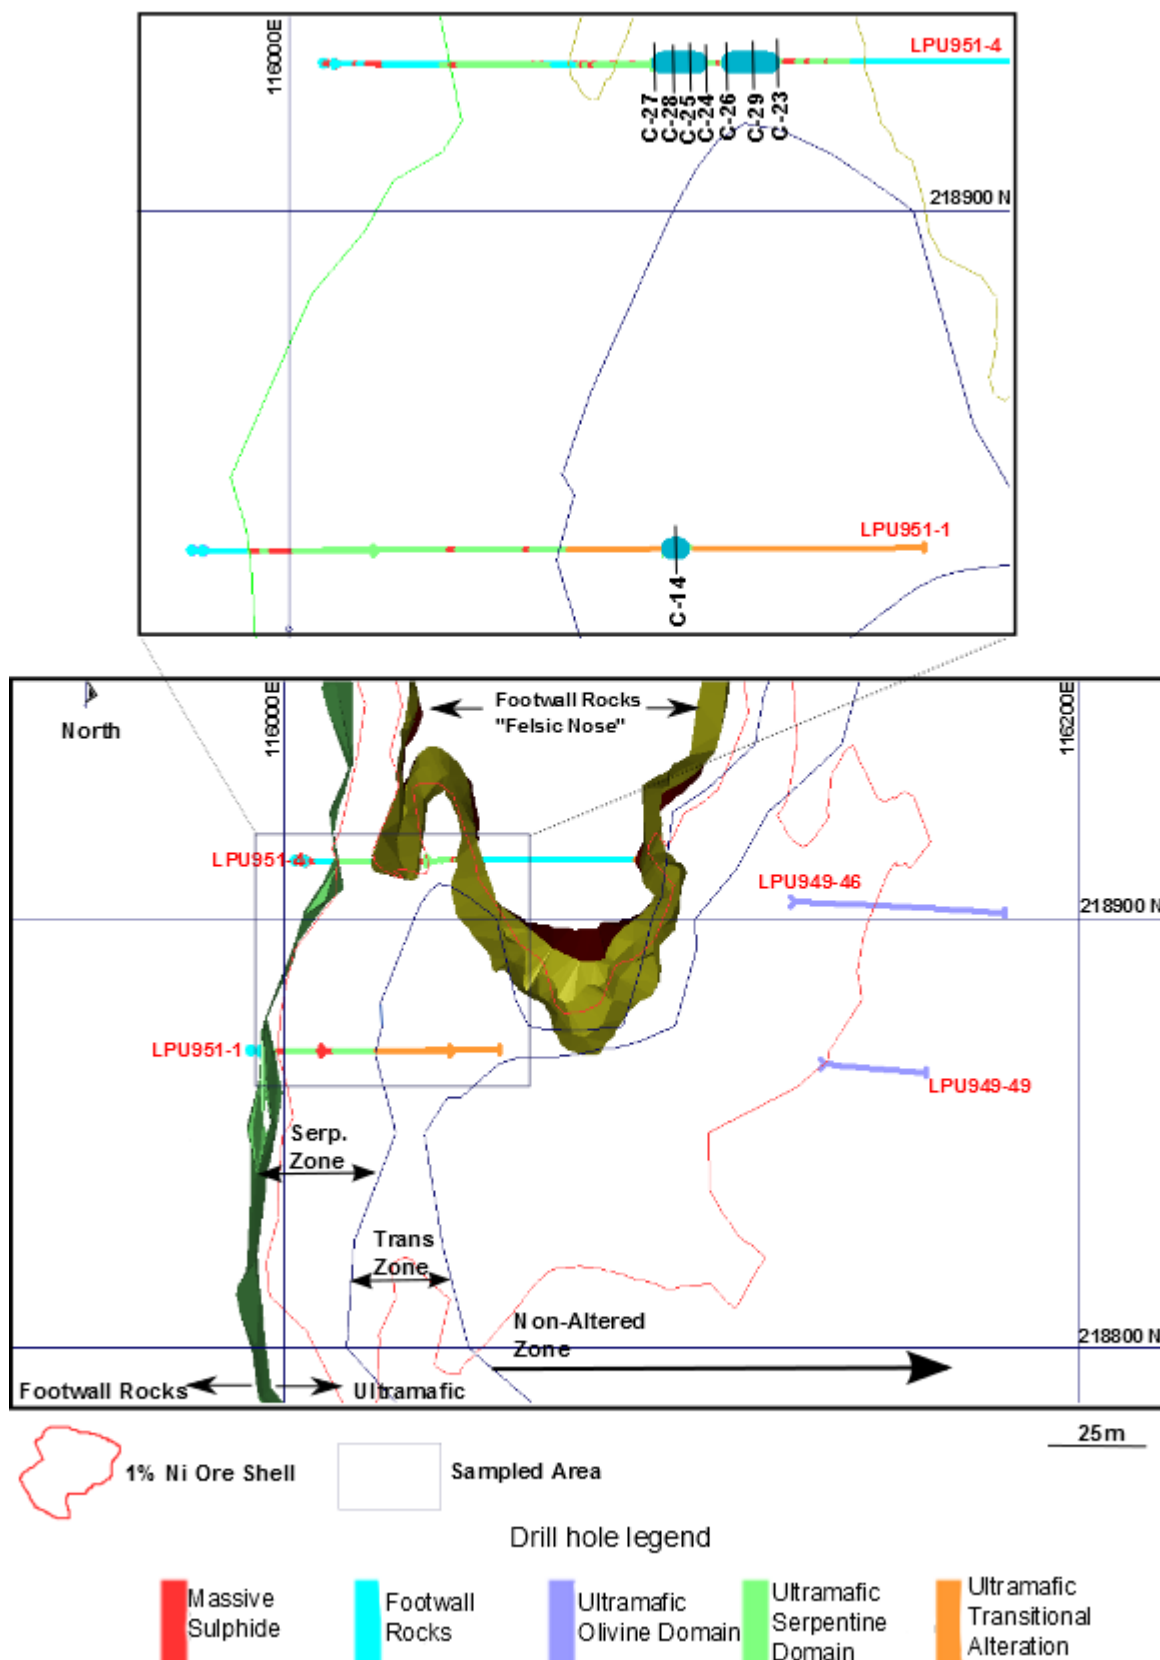 116000E
LPU951-4
C-27
C-28
C-25
C-24
C-26
C-29
C-23
218900 N
LPU951-1
C-14
North
116000E
Footwall Rocks
"Felsic Nose"
116200E
LPU951-4
LPU949-46
218900 N
LPU951-1
LPU949-49
Serp.
Zone
Trans
Zone
Non-Altered
Zone
218800 N
Footwall Rocks
Ultramafic
25m
1% Ni Ore Shell
Sampled Area
Drill hole legend
Massive
Sulphide
Footwall
Rocks
Ultramafic
Olivine Domain
Ultramafic
Serpentine
Domain
Ultramafic
Transitional
Alteration